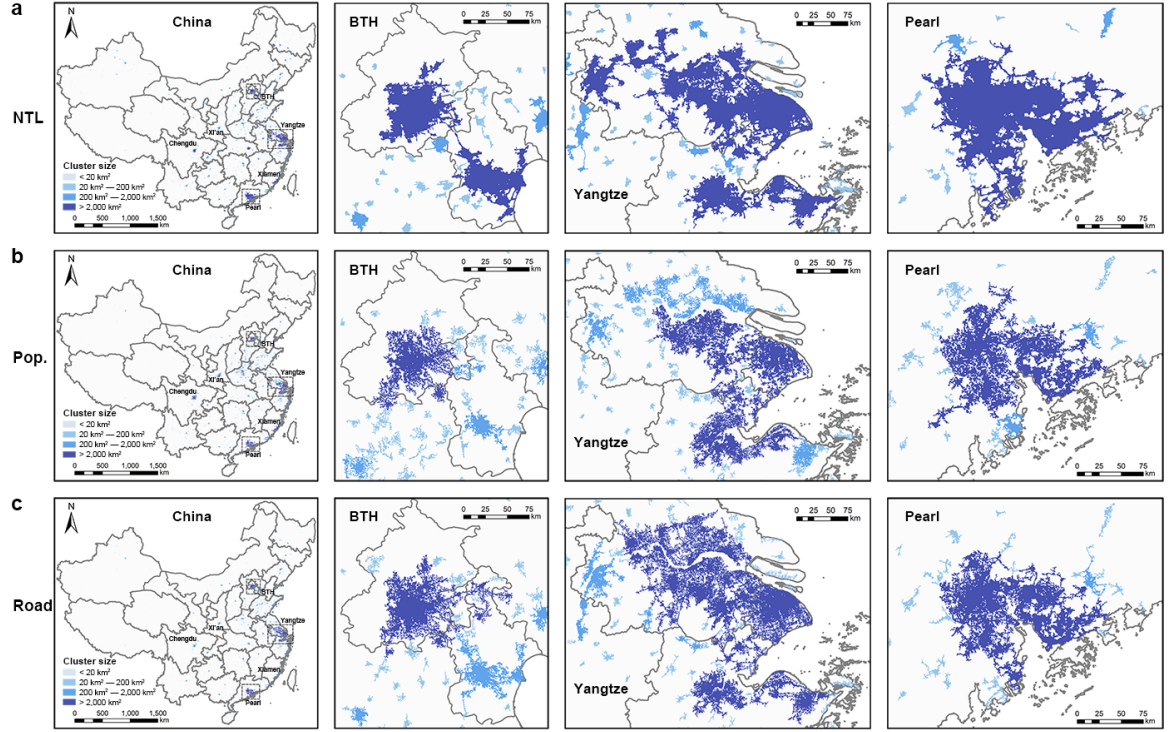 a
NTL
N
China
BTH
Yangtze
Xi'an
Chengdu
Xiamen
Pearl
Cluster size
< 20 km²
20 km² — 200 km²
200 km² — 2,000 km²
> 2,000 km²
0 500 1,000 1,500
km
BTH
0 25 50 75
km
Yangtze
0 25 50 75
km
Pearl
0 25 50 75
km
b
Pop.
N
China
BTH
Yangtze
Xi'an
Chengdu
Xiamen
Pearl
Cluster size
< 20 km²
20 km² — 200 km²
200 km² — 2,000 km²
> 2,000 km²
0 500 1,000 1,500
km
BTH
0 25 50 75
km
Yangtze
0 25 50 75
km
Pearl
0 25 50 75
km
c
Road
N
China
BTH
Yangtze
Xi'an
Chengdu
Xiamen
Pearl
Cluster size
< 20 km²
20 km² — 200 km²
200 km² — 2,000 km²
> 2,000 km²
0 500 1,000 1,500
km
BTH
0 25 50 75
km
Yangtze
0 25 50 75
km
Pearl
0 25 50 75
km